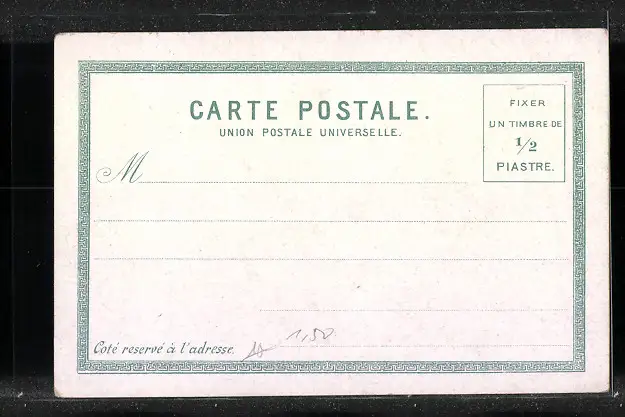 CARTE POSTALE.
UNION POSTALE UNIVERSELLE.
FIXER
UN TIMBRE DE
1/2
PIASTRE.
M
Coté reservé à l'adresse.
1,50